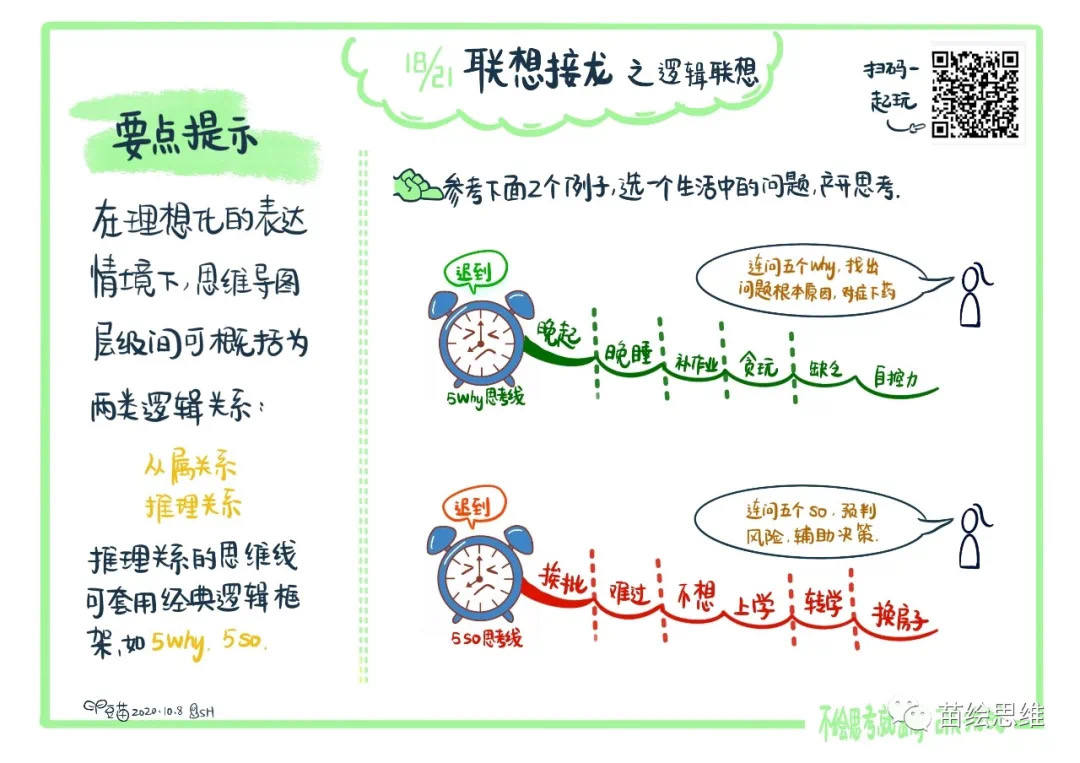 18/21 联想接龙 之 逻辑联想
扫码一
起玩
要点提示
在理想化的表达
情境下,思维导图
层级间可概括为
两类逻辑关系:
从属关系
推理关系
推理关系的思维线
可套用经典逻辑框
架,如 5why. 5so.
参考下面2个例子,选一个生活中的问题,展开思考.
迟到
连问五个why,找出
问题根本原因,对症下药
晚起
晚睡
补作业
贪玩
缺乏
自控力
5why思考线
迟到
连问五个so,预判
风险,辅助决策.
挨批
难过
不想
上学
转学
换房子
5so思考线
豆苗 2020.10.8 SH
不绘思考就
苗绘思维